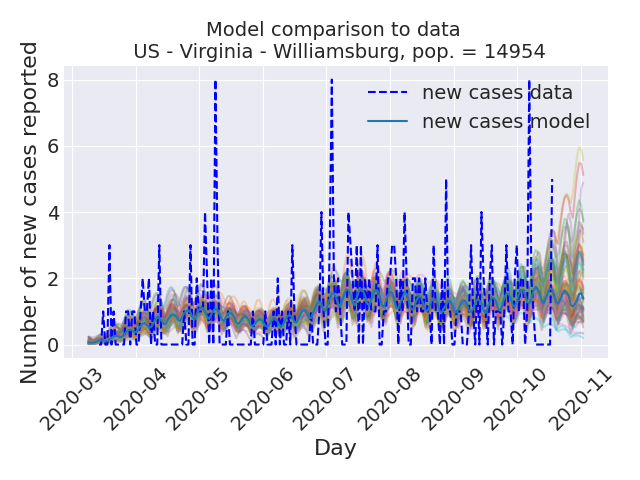 Model comparison to data
US - Virginia - Williamsburg, pop. = 14954
Number of new cases reported
8
6
4
2
0
new cases data
new cases model
2020-03
2020-04
2020-05
2020-06
2020-07
2020-08
2020-09
2020-10
2020-11
Day